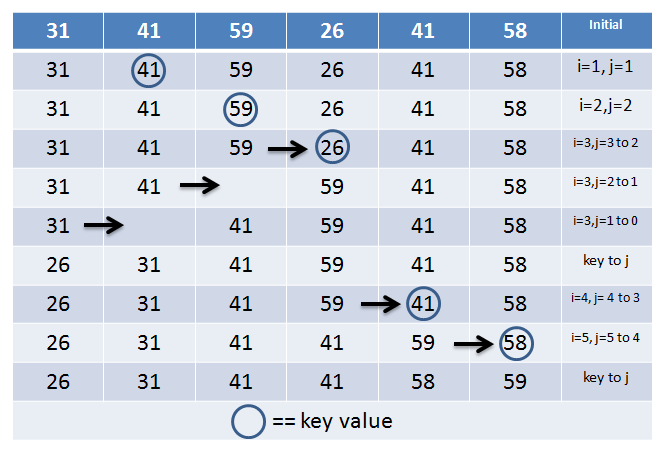 31 41 59 26 41 58 Initial
31 41 59 26 41 58 i=1, j=1
31 41 59 26 41 58 i=2,j=2
31 41 59 26 41 58 i=3,j=3 to 2
31 41 59 41 58 i=3,j=2 to 1
31 41 59 41 58 i=3,j=1 to 0
26 31 41 59 41 58 key to j
26 31 41 59 41 58 i=4, j= 4 to 3
26 31 41 41 59 58 i=5, j=5 to 4
26 31 41 41 58 59 key to j
== key value